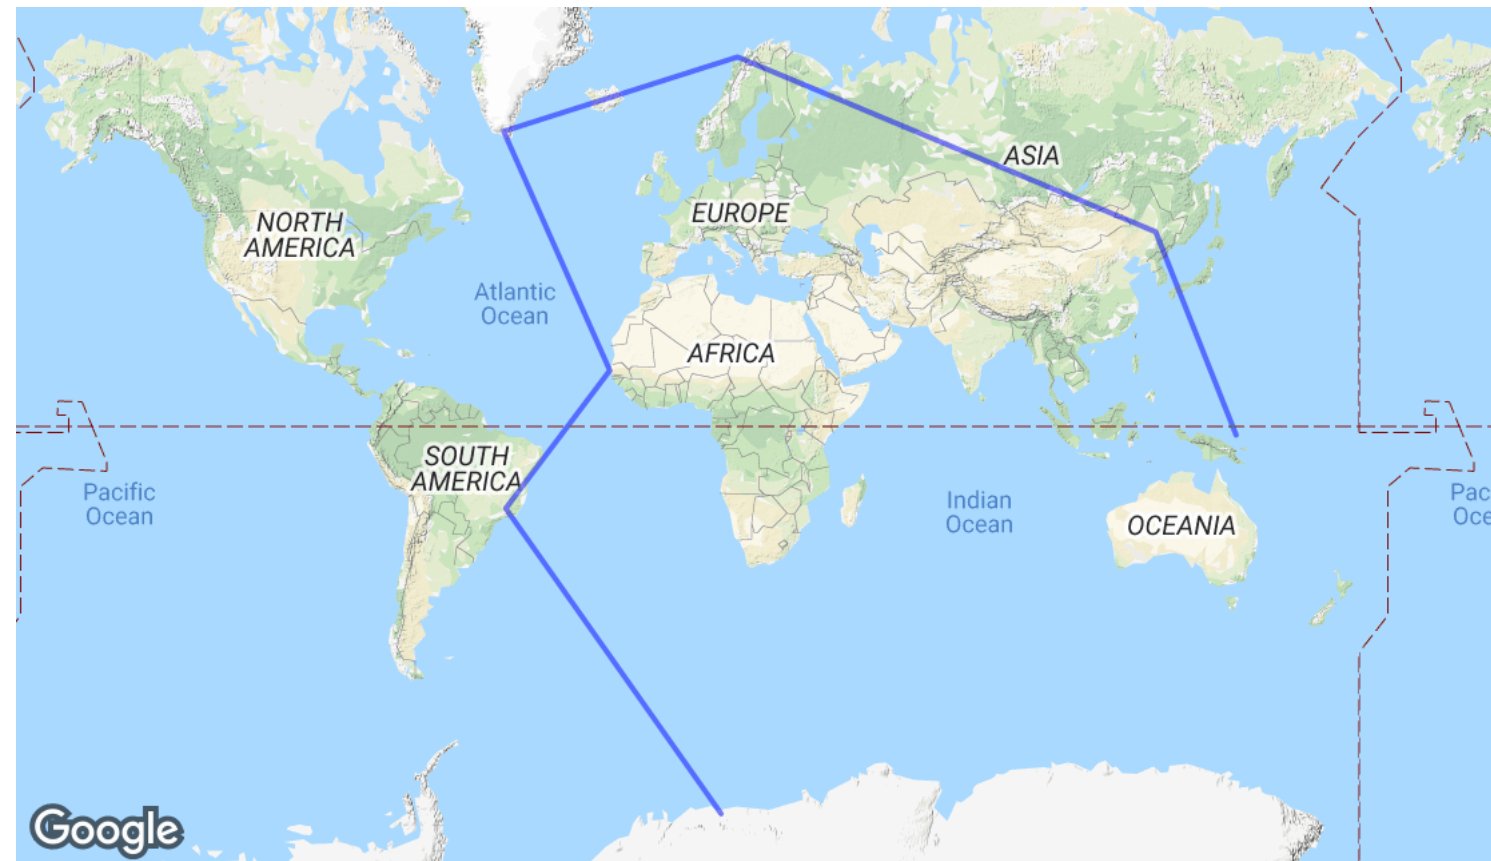 ASIA
NORTH
AMERICA
EUROPE
Atlantic
Ocean
AFRICA
SOUTH
AMERICA
Pacific
Ocean
Indian
Ocean
OCEANIA
Pac
Oce
Google